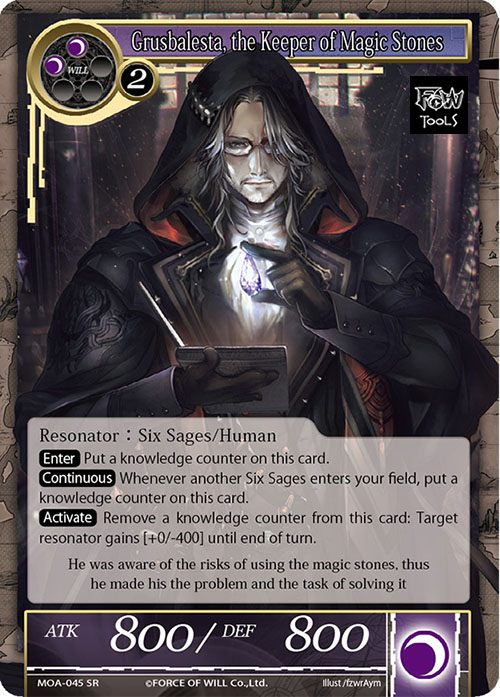 Grusbalesta, the Keeper of Magic Stones
WILL
2
FOW
TOOLS
Resonator : Six Sages/Human
Enter Put a knowledge counter on this card.
Continuous Whenever another Six Sages enters your field, put a
knowledge counter on this card.
Activate Remove a knowledge counter from this card: Target
resonator gains [+0/-400] until end of turn.
He was aware of the risks of using the magic stones, thus
he made his the problem and the task of solving it
ATK 800/ DEF 800
MOA-045 SR ©FORCE OF WILL Co.,Ltd. Illust/fzwrAym